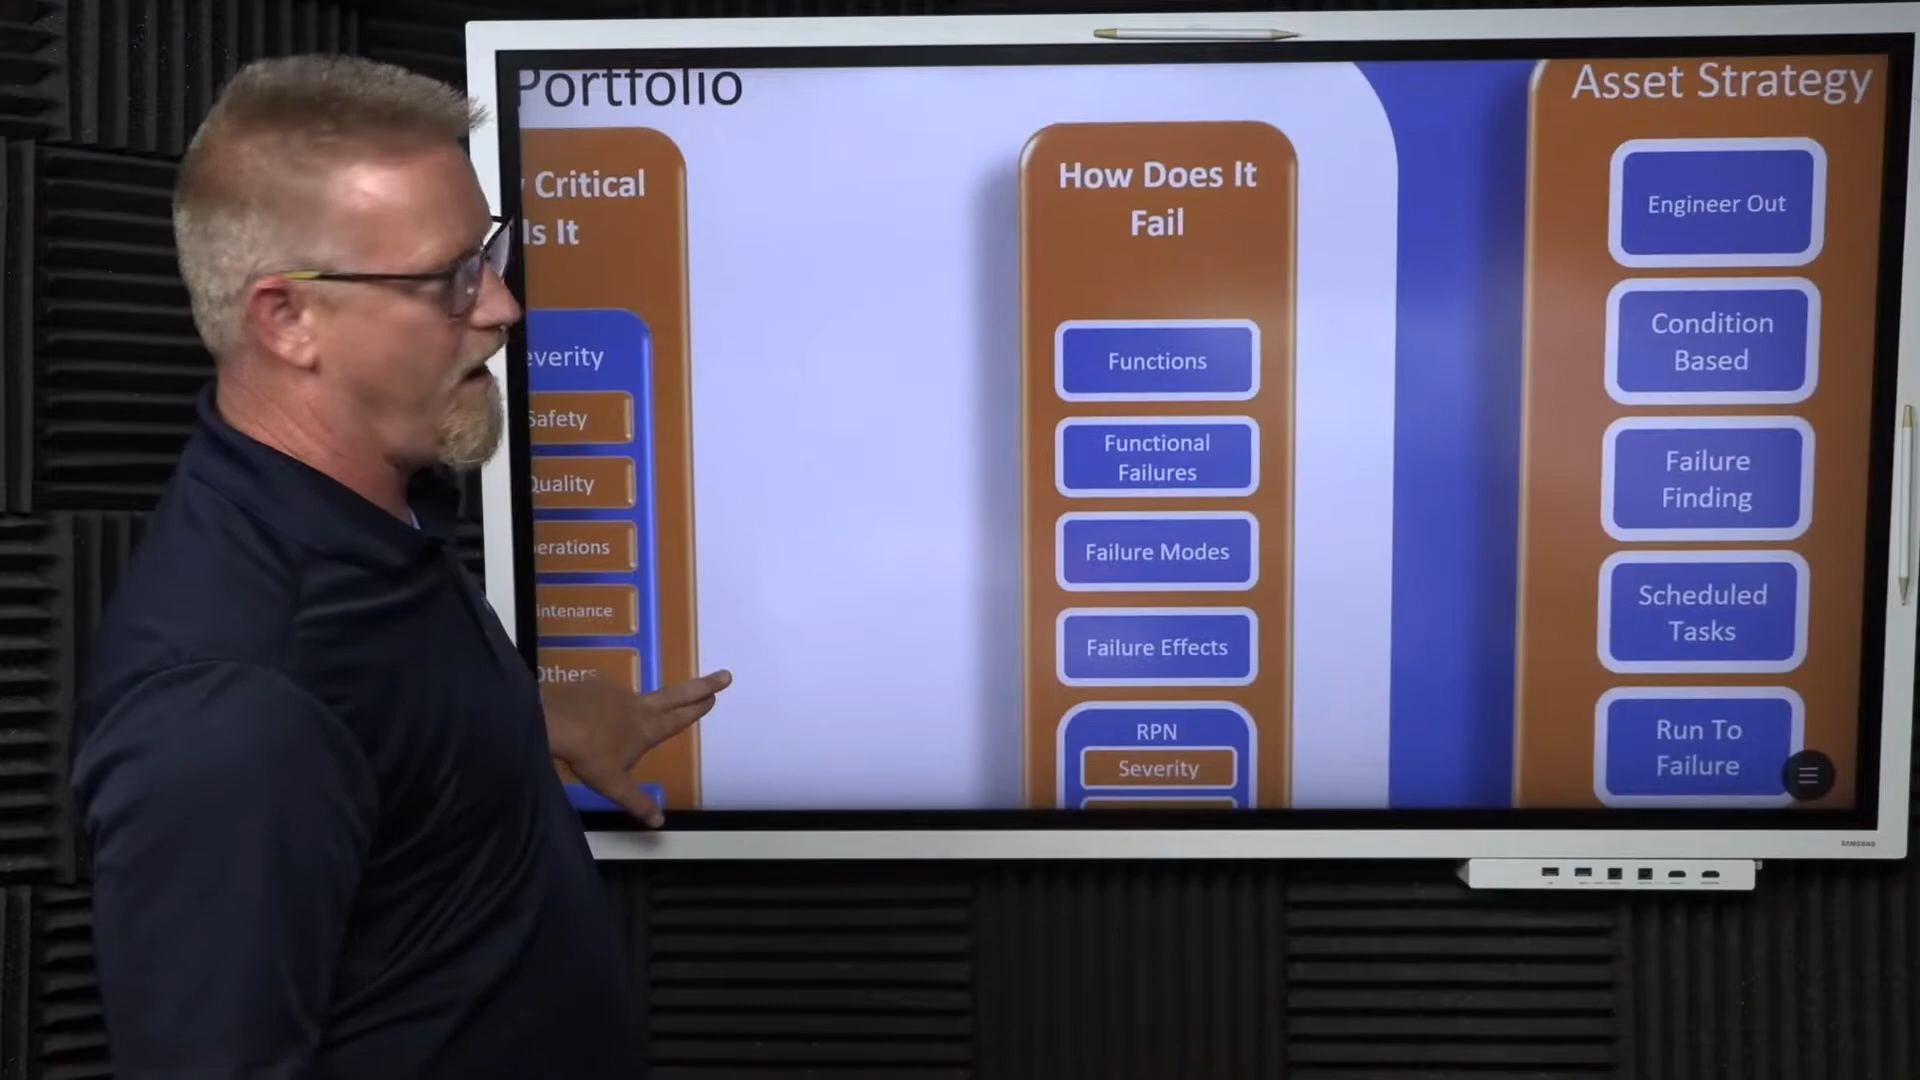 Portfolio
Critical
Is It
everity
Safety
Quality
erations
intenance
Others
How Does It
Fail
Functions
Functional
Failures
Failure Modes
Failure Effects
RPN
Severity
Asset Strategy
Engineer Out
Condition
Based
Failure
Finding
Scheduled
Tasks
Run To
Failure
SAMSUNG